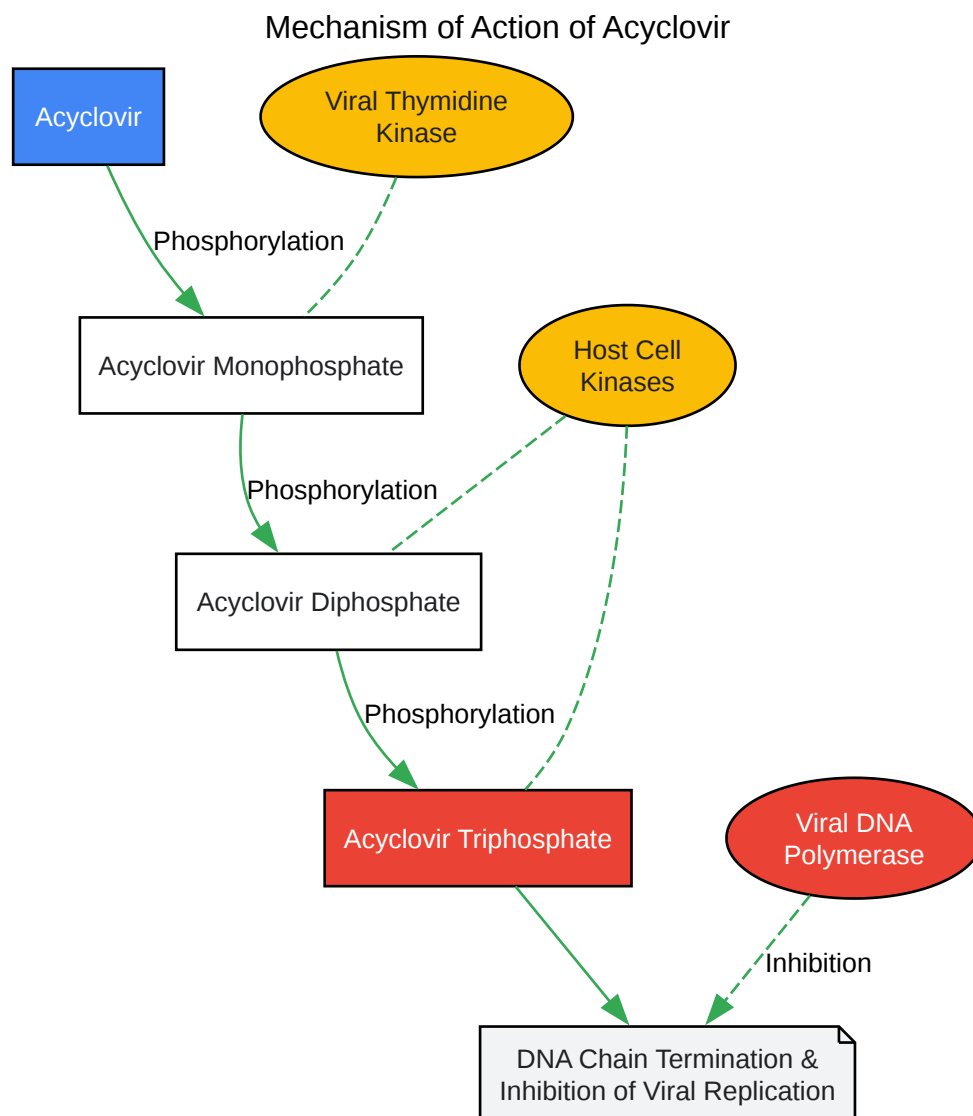 Mechanism of Action of Acyclovir
Acyclovir
Viral Thymidine
Kinase
Phosphorylation
Acyclovir Monophosphate
Host Cell
Kinases
Phosphorylation
Acyclovir Diphosphate
Phosphorylation
Acyclovir Triphosphate
Viral DNA
Polymerase
Inhibition
DNA Chain Termination &
Inhibition of Viral Replication